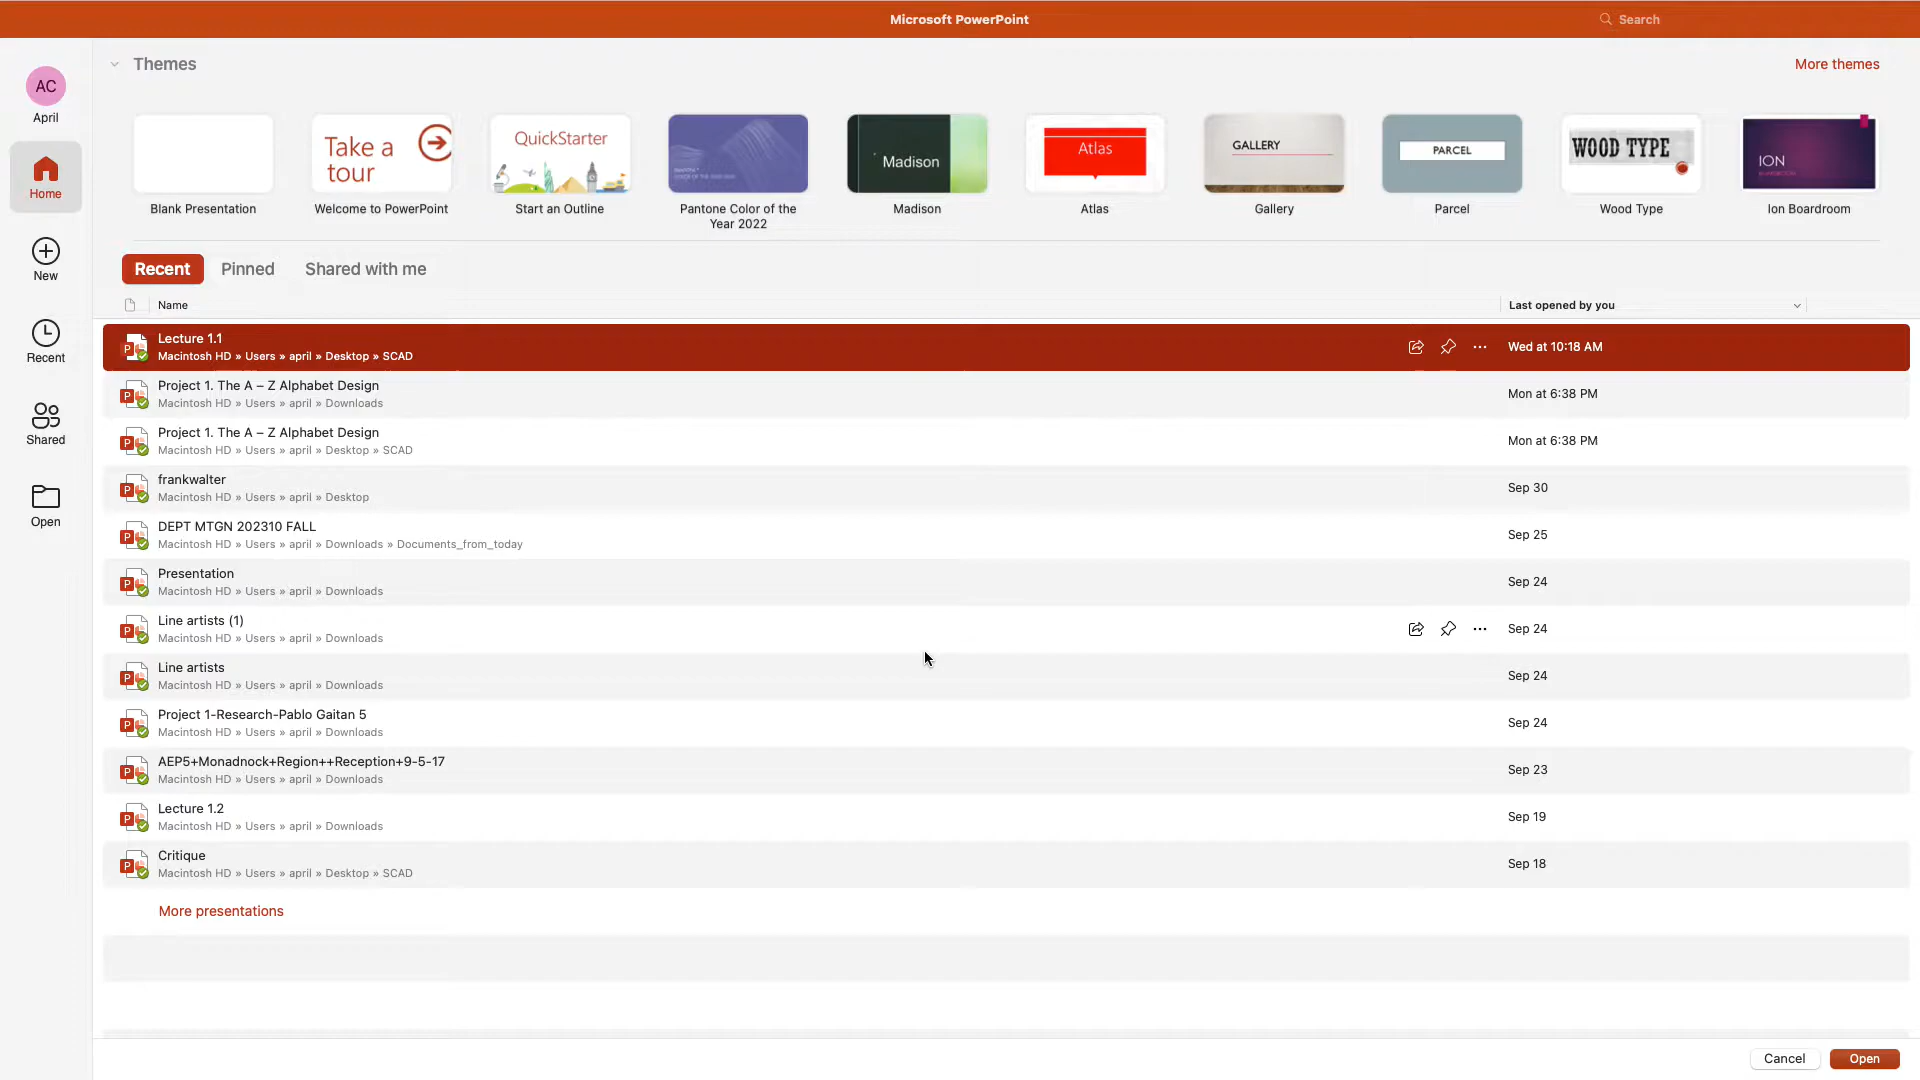 Microsoft PowerPoint
Search
AC
April
Home
New
Recent
Shared
Open
Themes
More themes
Blank Presentation
Take a
tour
Welcome to PowerPoint
QuickStarter
Start an Outline
Pantone Color of the
Year 2022
Madison
Madison
Atlas
Atlas
GALLERY
Gallery
PARCEL
Parcel
WOOD TYPE
Wood Type
ION
BOARDROOM
Ion Boardroom
Recent
Pinned
Shared with me
Name
Last opened by you
Lecture 1.1
Macintosh HD » Users » april » Desktop » SCAD
Wed at 10:18 AM
Project 1. The A – Z Alphabet Design
Macintosh HD » Users » april » Downloads
Mon at 6:38 PM
Project 1. The A – Z Alphabet Design
Macintosh HD » Users » april » Desktop » SCAD
Mon at 6:38 PM
frankwalter
Macintosh HD » Users » april » Desktop
Sep 30
DEPT MTGN 202310 FALL
Macintosh HD » Users » april » Downloads » Documents_from_today
Sep 25
Presentation
Macintosh HD » Users » april » Downloads
Sep 24
Line artists (1)
Macintosh HD » Users » april » Downloads
Sep 24
Line artists
Macintosh HD » Users » april » Downloads
Sep 24
Project 1-Research-Pablo Gaitan 5
Macintosh HD » Users » april » Downloads
Sep 24
AEP5+Monadnock+Region++Reception+9-5-17
Macintosh HD » Users » april » Downloads
Sep 23
Lecture 1.2
Macintosh HD » Users » april » Downloads
Sep 19
Critique
Macintosh HD » Users » april » Desktop » SCAD
Sep 18
More presentations
Cancel
Open